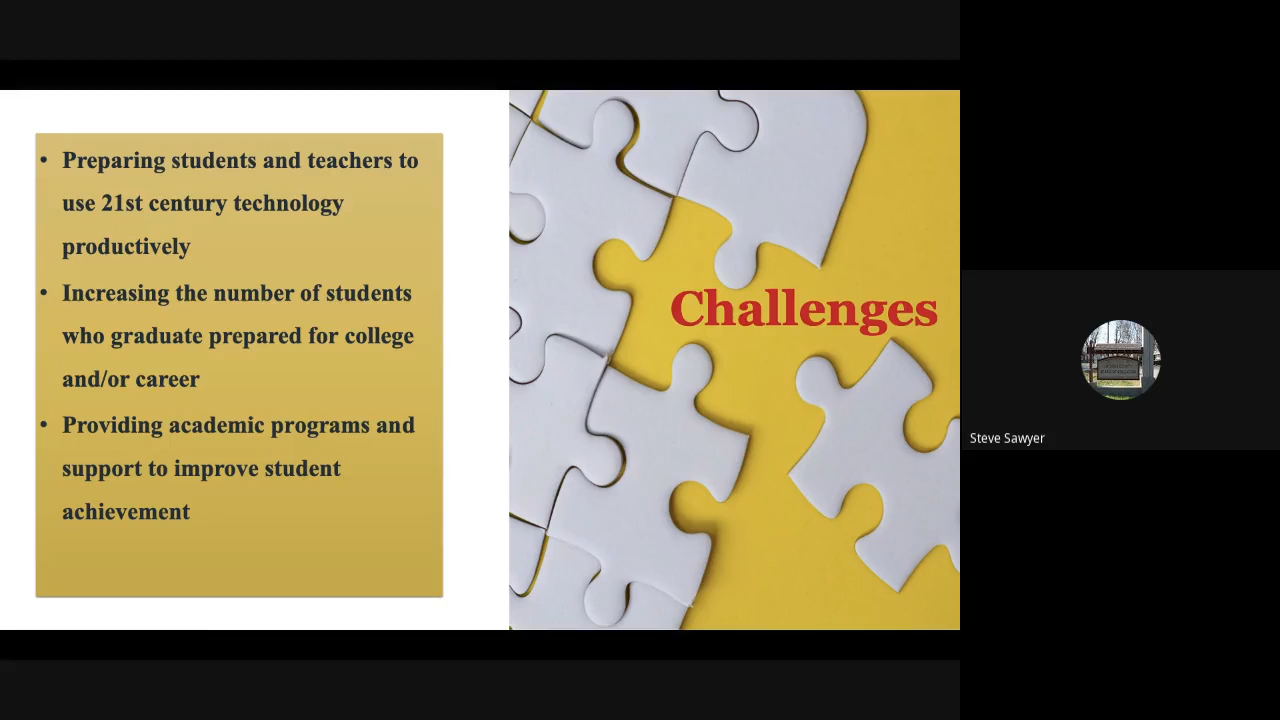 • Preparing students and teachers to
use 21st century technology
productively
• Increasing the number of students
who graduate prepared for college
and/or career
• Providing academic programs and
support to improve student
achievement
Challenges
Steve Sawyer